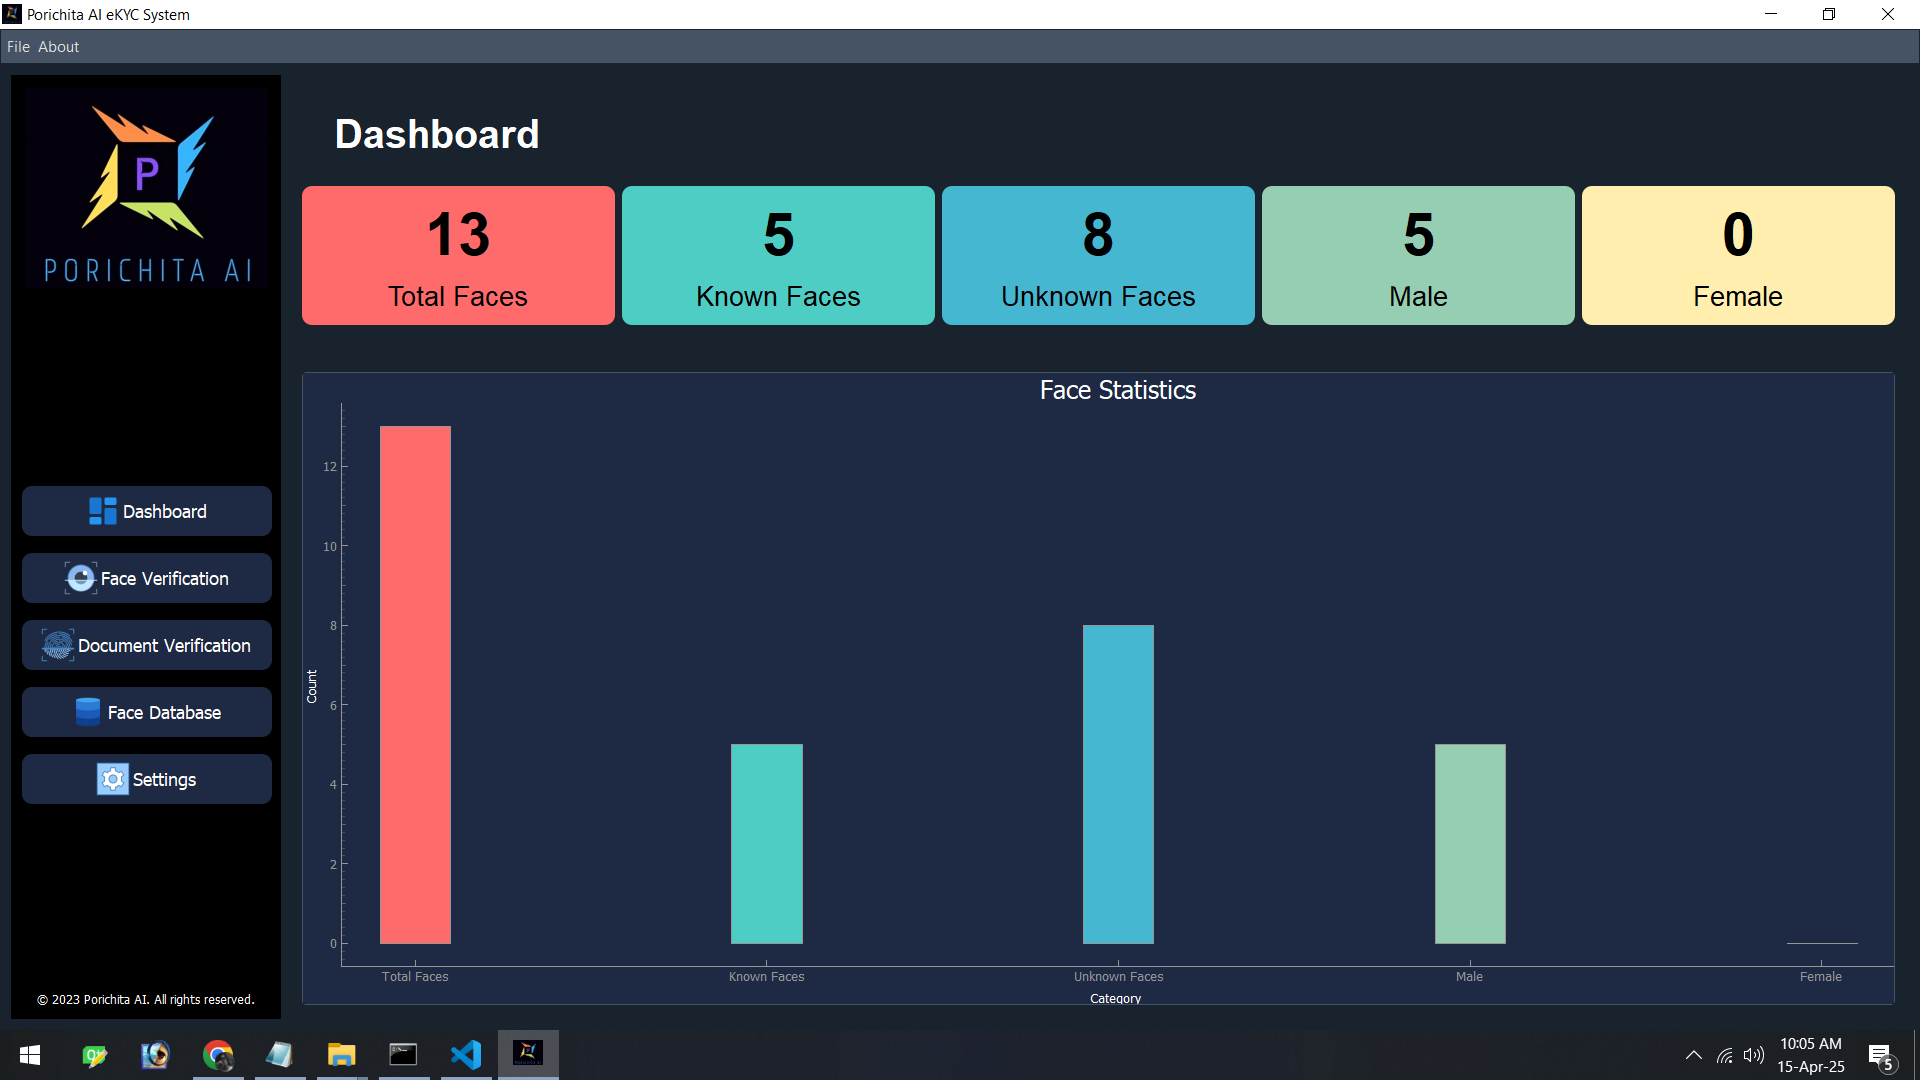 Porichita AI eKYC System
File About
P
PORICHITA AI
Dashboard
Face Verification
Document Verification
Face Database
Settings
© 2023 Porichita AI. All rights reserved.
Dashboard
13
Total Faces
5
Known Faces
8
Unknown Faces
5
Male
0
Female
Face Statistics
12
10
8
6
4
2
0
Count
Total Faces
Known Faces
Unknown Faces
Male
Female
Category
10:05 AM
15-Apr-25
5